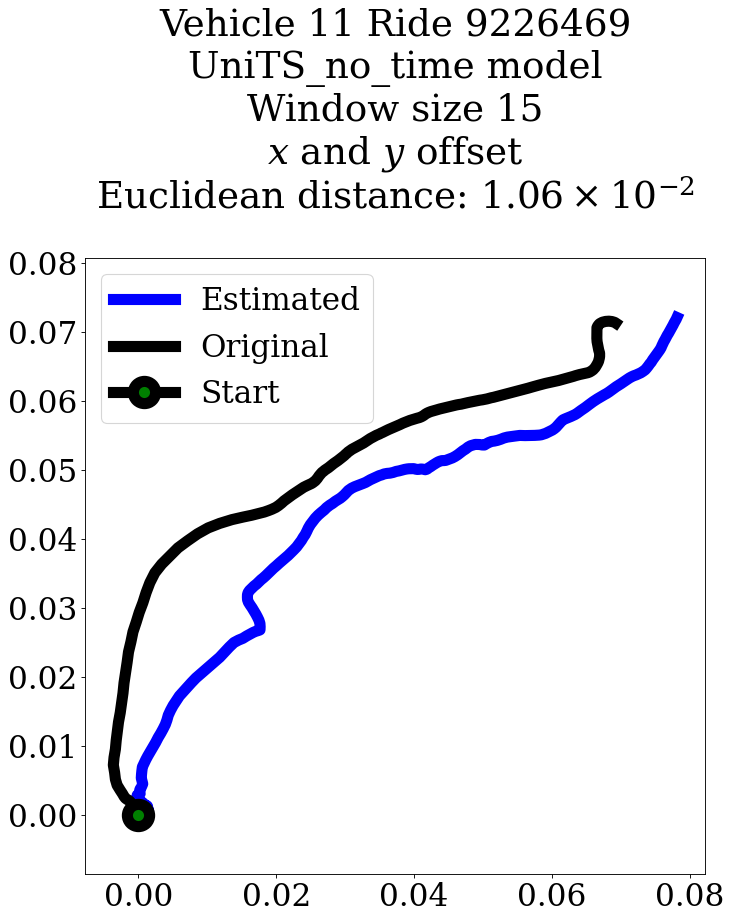 Vehicle 11 Ride 9226469
UniTS_no_time model
Window size 15
x and y offset
Euclidean distance: 1.06 × 10⁻²
0.08
Estimated
0.07
Original
0.06
Start
0.05
0.04
0.03
0.02
0.01
0.00
0.00 0.02 0.04 0.06 0.08